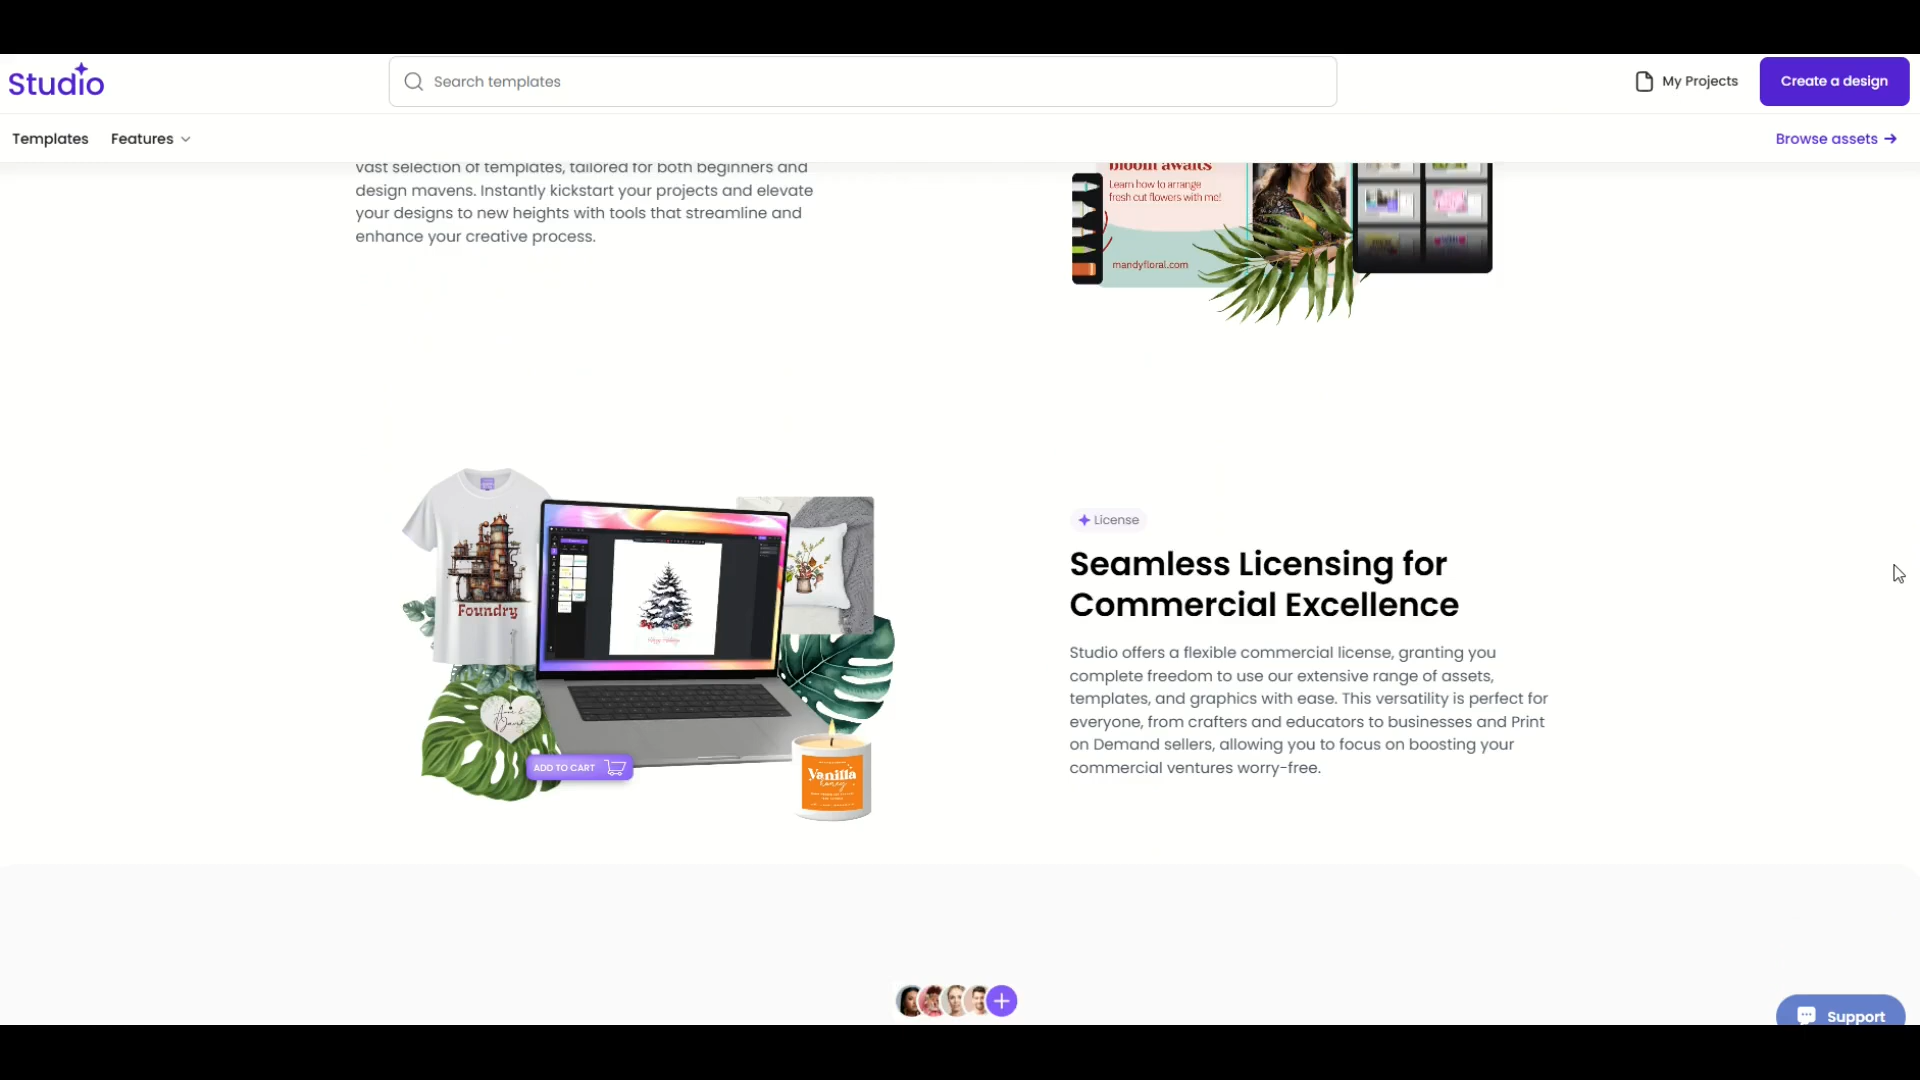 Studio
Search templates
My Projects
Create a design
Templates
Features
Browse assets
vast selection of templates, tailored for both beginners and
design mavens. Instantly kickstart your projects and elevate
your designs to new heights with tools that streamline and
enhance your creative process.
bloom awaits
Learn how to arrange
fresh cut flowers with me!
mandyfloral.com
Foundry
ADD TO CART
Vanilla
License
Seamless Licensing for
Commercial Excellence
Studio offers a flexible commercial license, granting you
complete freedom to use our extensive range of assets,
templates, and graphics with ease. This versatility is perfect for
everyone, from crafters and educators to businesses and Print
on Demand sellers, allowing you to focus on boosting your
commercial ventures worry-free.
Support